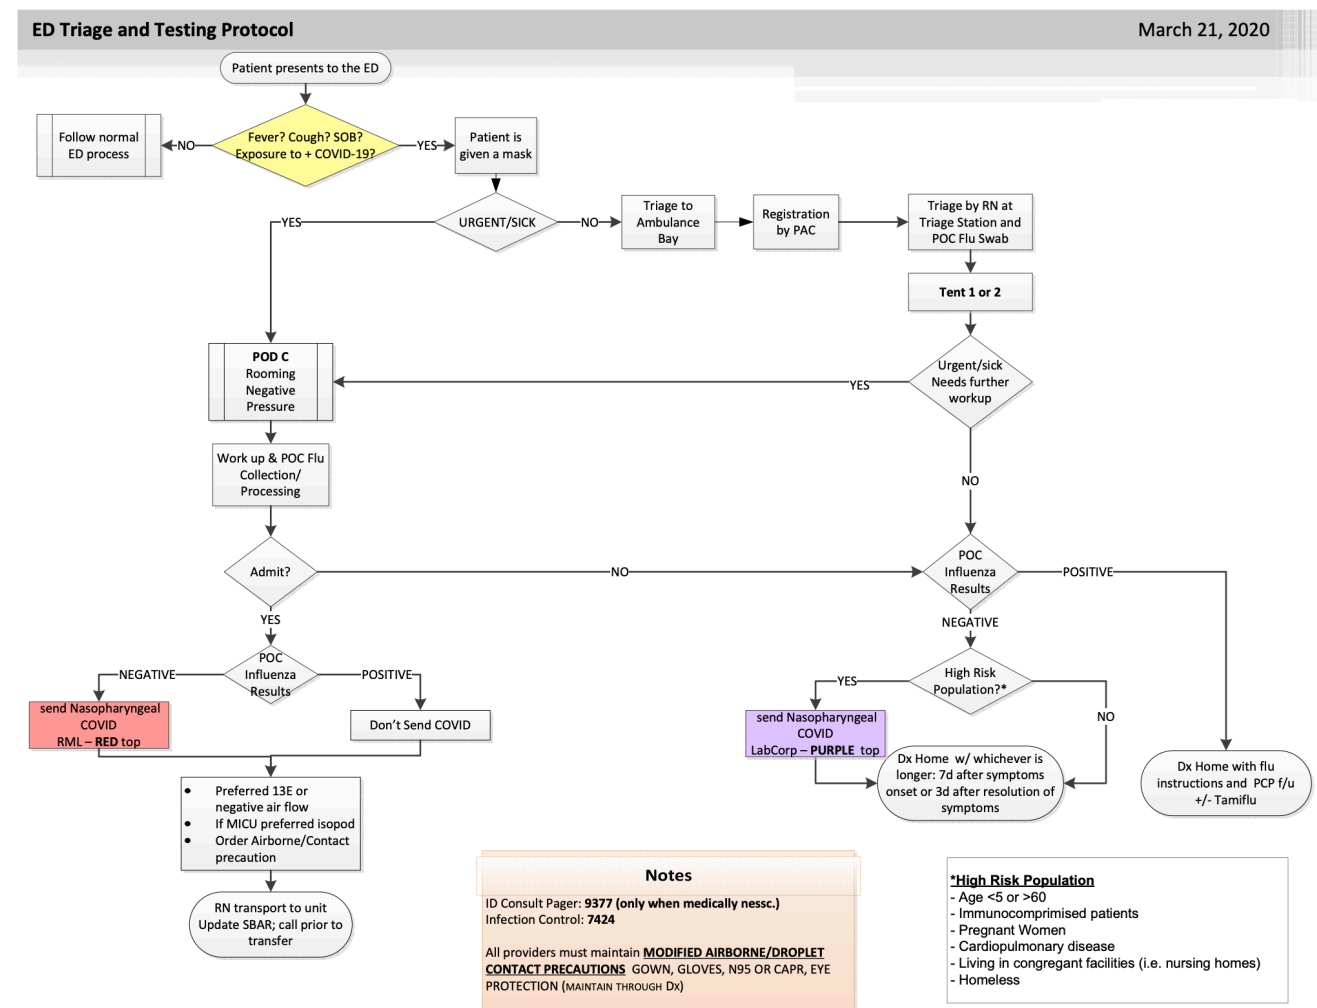 ED Triage and Testing Protocol
March 21, 2020
Patient presents to the ED
Fever? Cough? SOB?
Exposure to + COVID-19?
NO
Follow normal
ED process
YES
Patient is
given a mask
URGENT/SICK
YES
NO
Triage to
Ambulance
Bay
Registration
by PAC
Triage by RN at
Triage Station and
POC Flu Swab
Tent 1 or 2
Urgent/sick
Needs further
workup
YES
NO
POD C
Rooming
Negative
Pressure
Work up & POC Flu
Collection/
Processing
Admit?
NO
YES
POC
Influenza
Results
POSITIVE
NEGATIVE
POC
Influenza
Results
NEGATIVE
POSITIVE
send Nasopharyngeal
COVID
RML – RED top
Don't Send COVID
High Risk
Population?*
YES
NO
send Nasopharyngeal
COVID
LabCorp – PURPLE top
Dx Home w/ whichever is
longer: 7d after symptoms
onset or 3d after resolution of
symptoms
Dx Home with flu
instructions and PCP f/u
+/- Tamiflu
• Preferred 13E or
negative air flow
• If MICU preferred isopod
• Order Airborne/Contact
precaution
RN transport to unit
Update SBAR; call prior to
transfer
Notes
ID Consult Pager: 9377 (only when medically nessc.)
Infection Control: 7424
All providers must maintain MODIFIED AIRBORNE/DROPLET
CONTACT PRECAUTIONS GOWN, GLOVES, N95 OR CAPR, EYE
PROTECTION (MAINTAIN THROUGH Dx)
*High Risk Population
- Age <5 or >60
- Immunocomprimised patients
- Pregnant Women
- Cardiopulmonary disease
- Living in congregant facilities (i.e. nursing homes)
- Homeless